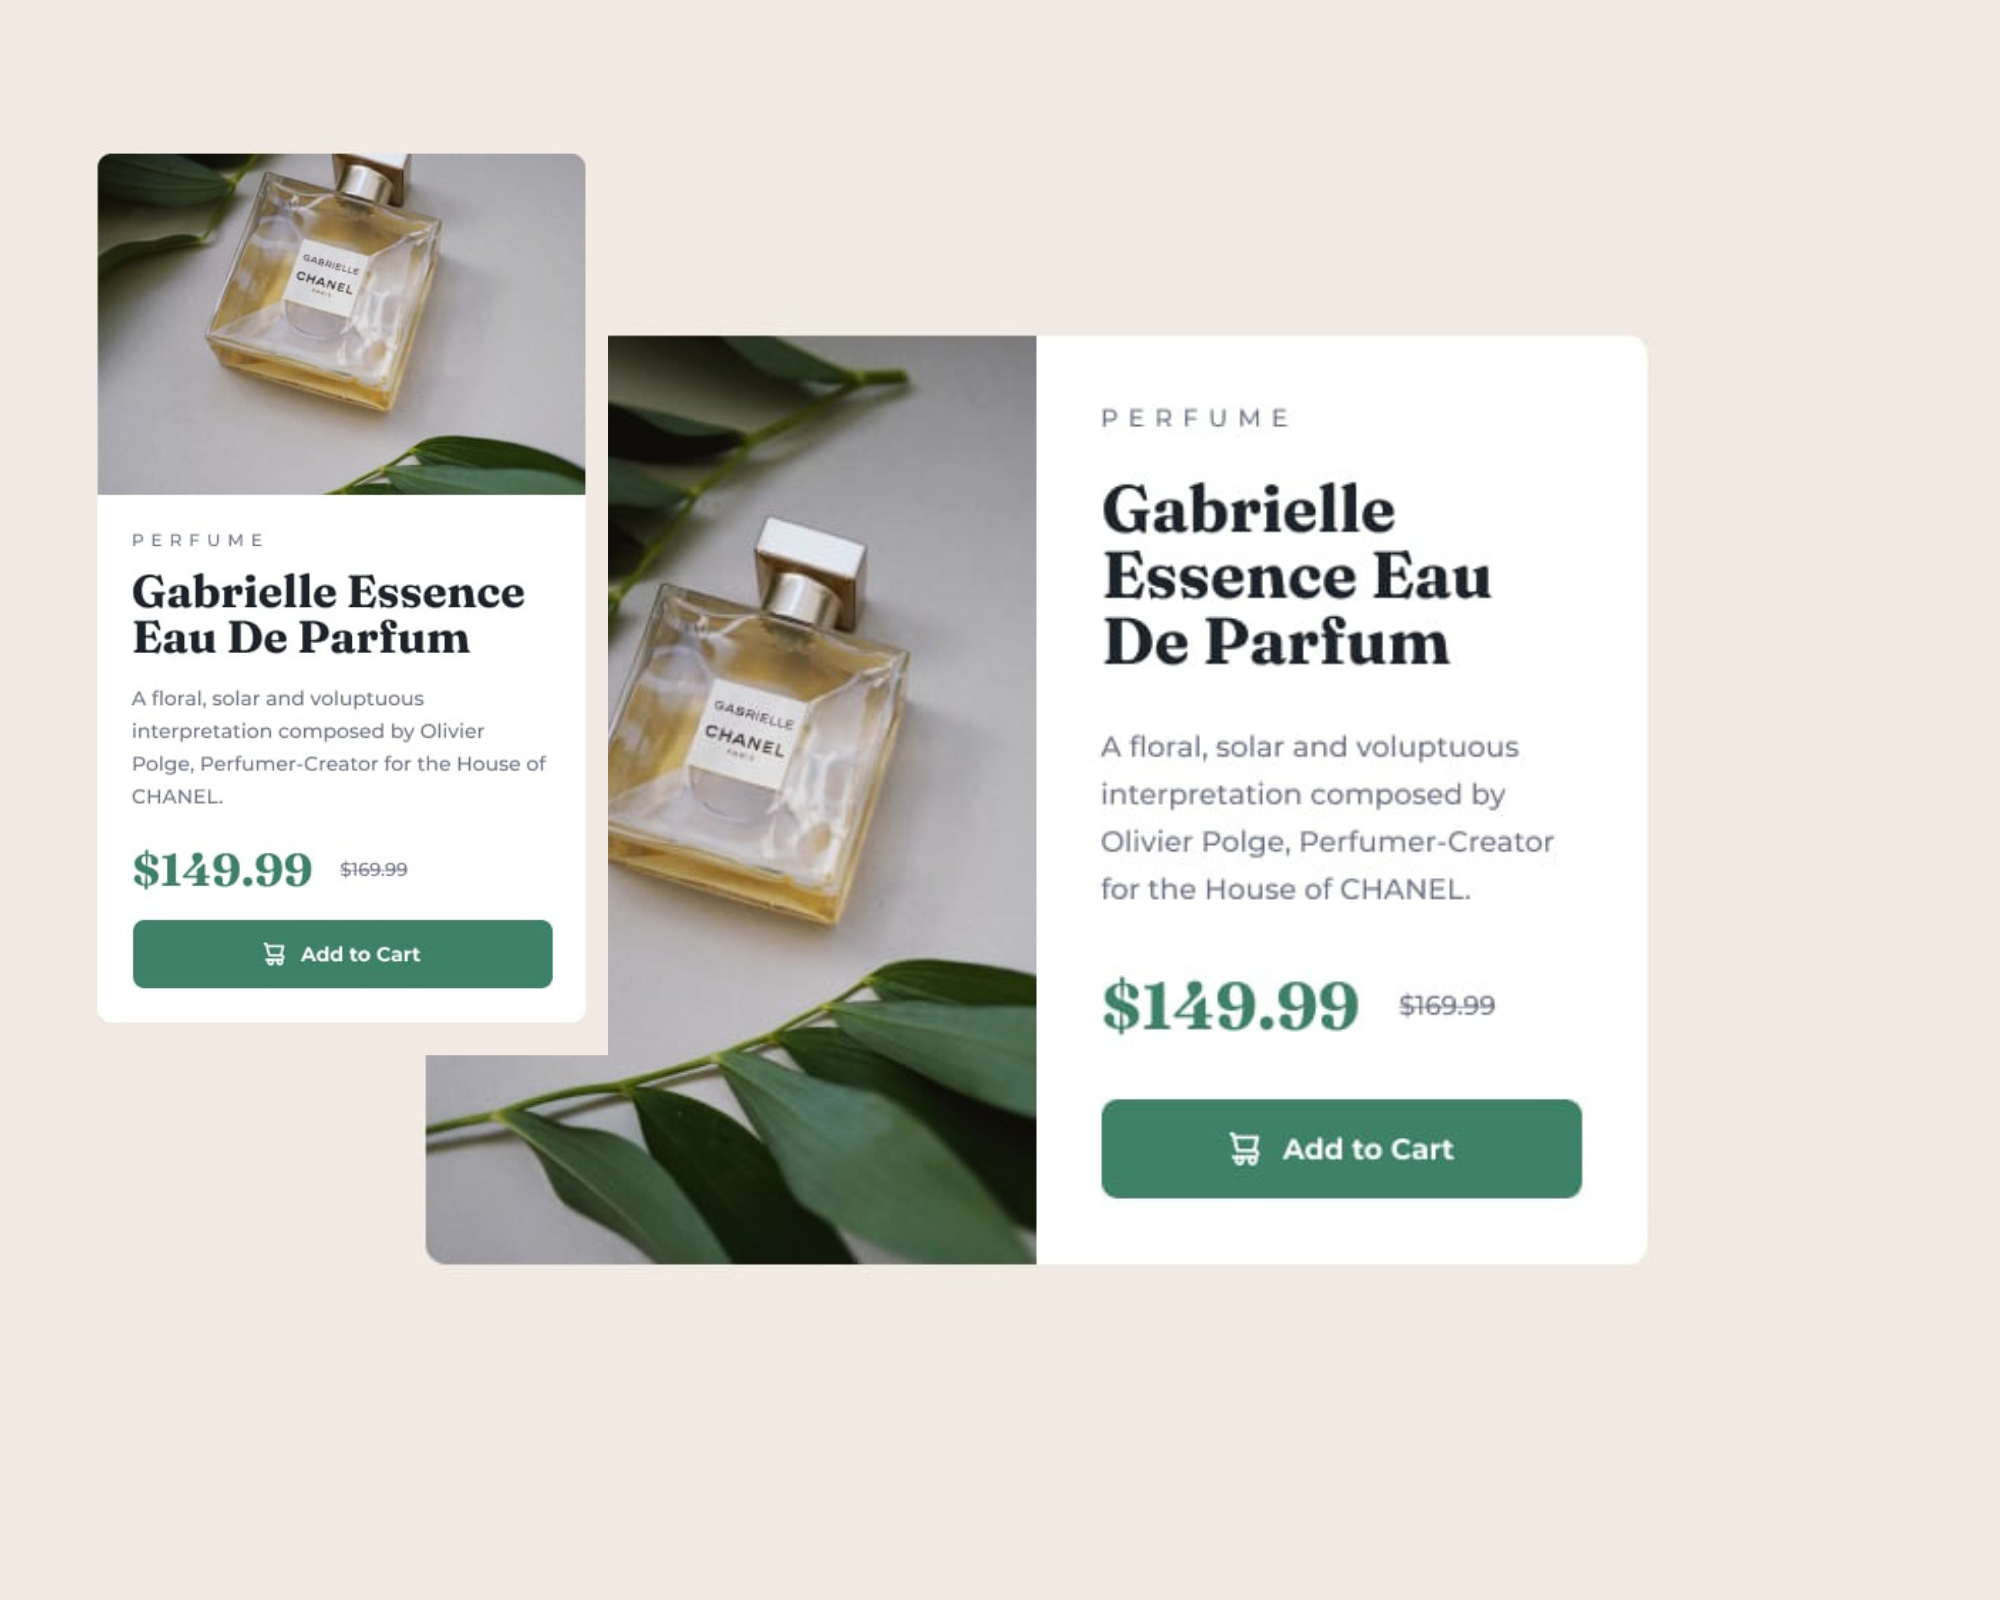 GABRIELLE
CHANEL
PARIS
PERFUME
Gabrielle Essence
Eau De Parfum
A floral, solar and voluptuous
interpretation composed by Olivier
Polge, Perfumer-Creator for the House of
CHANEL.
$149.99 $169.99
Add to Cart
GABRIELLE
CHANEL
PARIS
PERFUME
Gabrielle
Essence Eau
De Parfum
A floral, solar and voluptuous
interpretation composed by
Olivier Polge, Perfumer-Creator
for the House of CHANEL.
$149.99 $169.99
Add to Cart